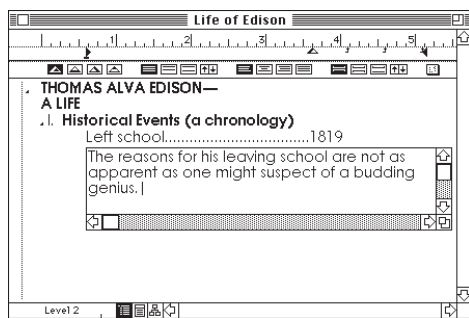 Life of Edison
1 2 3 4 5
THOMAS ALVA EDISON—
A LIFE
I. Historical Events (a chronology)
Left school..................................1819
The reasons for his leaving school are not as
apparent as one might suspect of a budding
genius.
Level 2